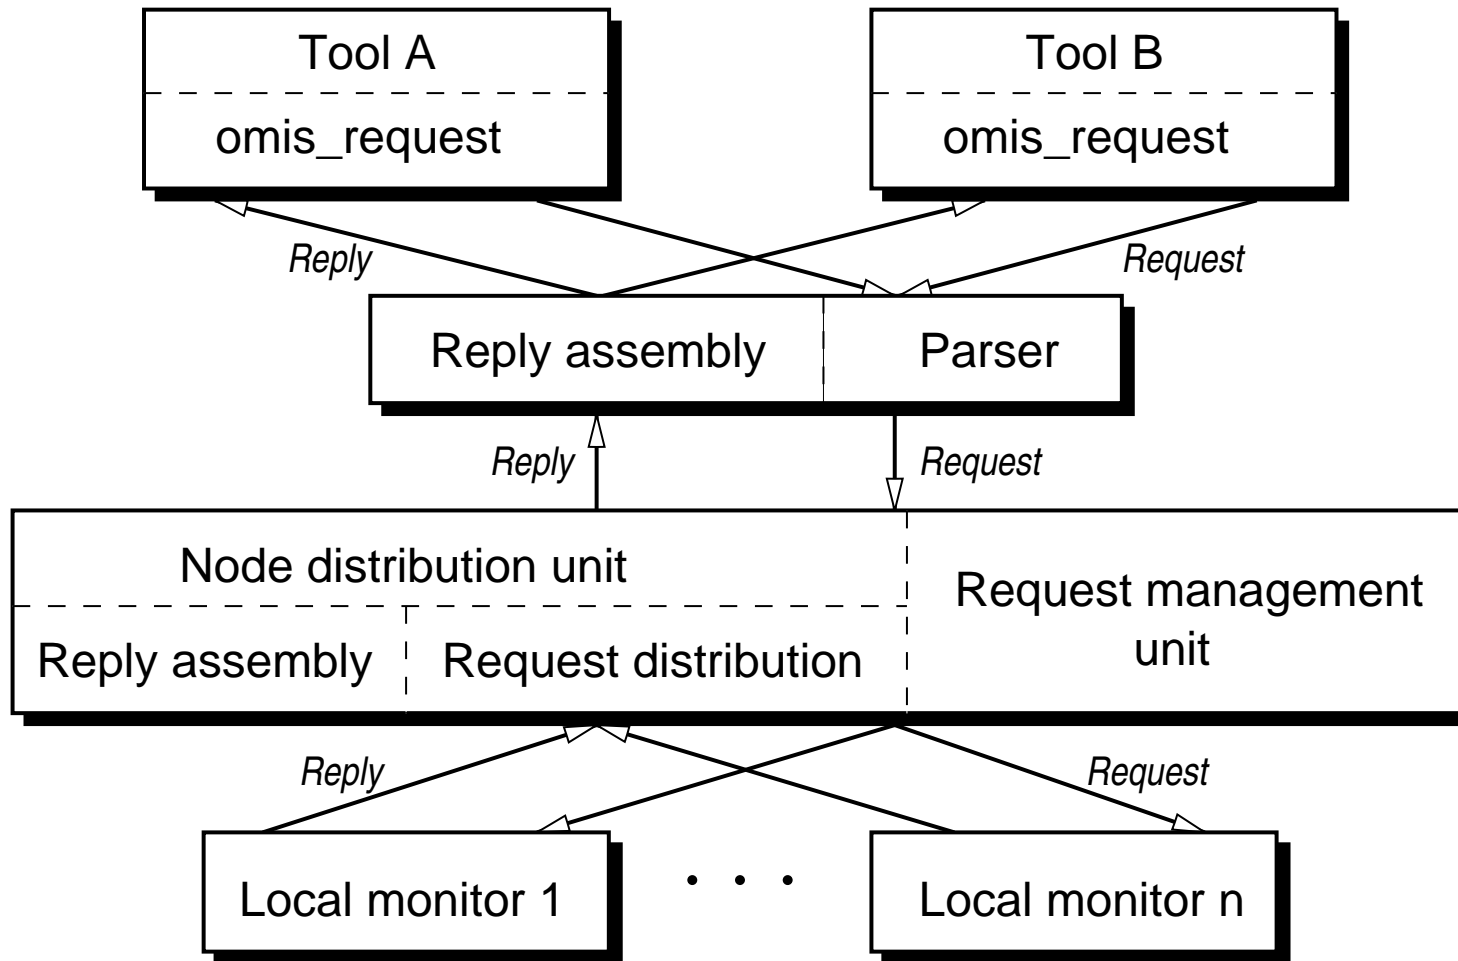 Tool A
omis_request
Tool B
omis_request
Reply
Request
Reply assembly
Parser
Reply
Request
Node distribution unit
Reply assembly
Request distribution
Request management
unit
Reply
Request
Local monitor 1
. . .
Local monitor n